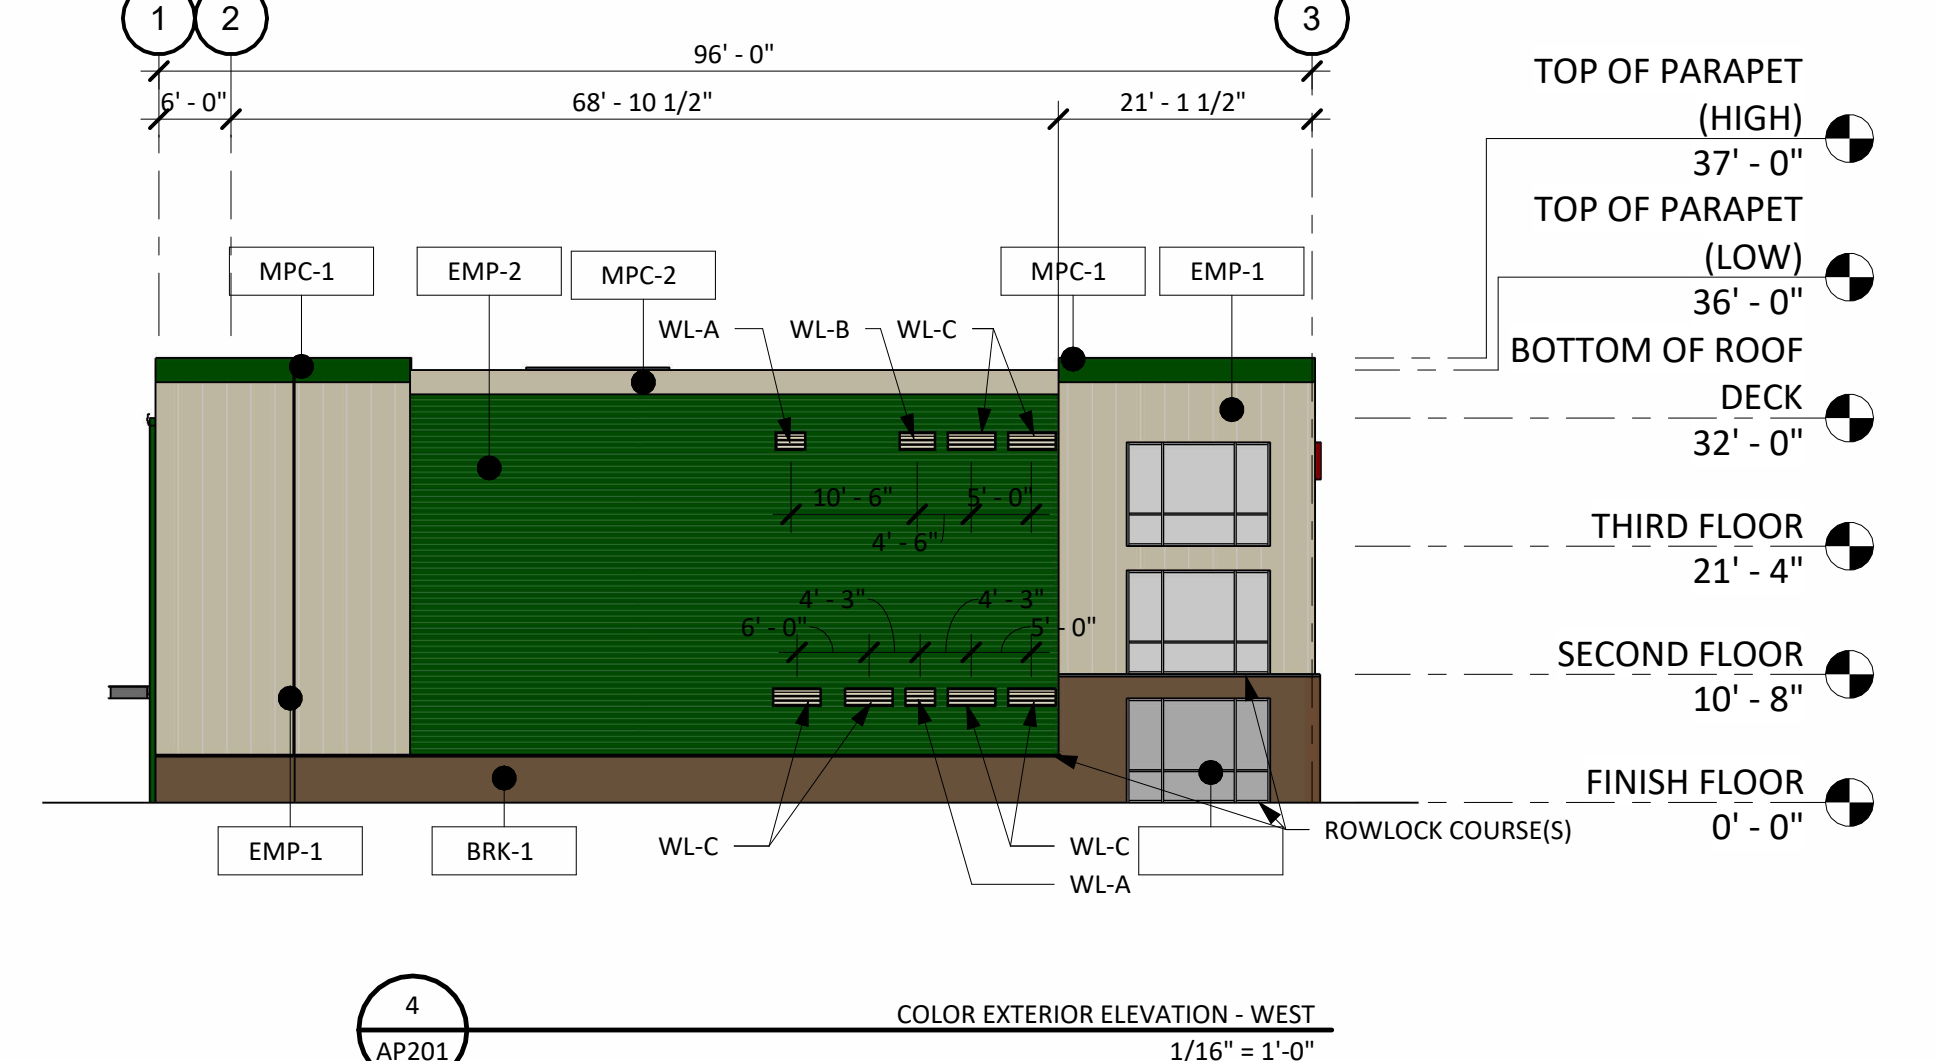 1
2
3
96' - 0"
6' - 0"
68' - 10 1/2"
21' - 1 1/2"
TOP OF PARAPET
(HIGH)
37' - 0"
TOP OF PARAPET
(LOW)
36' - 0"
BOTTOM OF ROOF
DECK
32' - 0"
THIRD FLOOR
21' - 4"
SECOND FLOOR
10' - 8"
FINISH FLOOR
0' - 0"
MPC-1
EMP-2
MPC-2
MPC-1
EMP-1
WL-A
WL-B
WL-C
10' - 6"
5' - 0"
4' - 6"
4' - 3"
4' - 3"
6' - 0"
5' - 0"
EMP-1
BRK-1
WL-C
WL-C
WL-A
ROWLOCK COURSE(S)
4
AP201
COLOR EXTERIOR ELEVATION - WEST
1/16" = 1'-0"